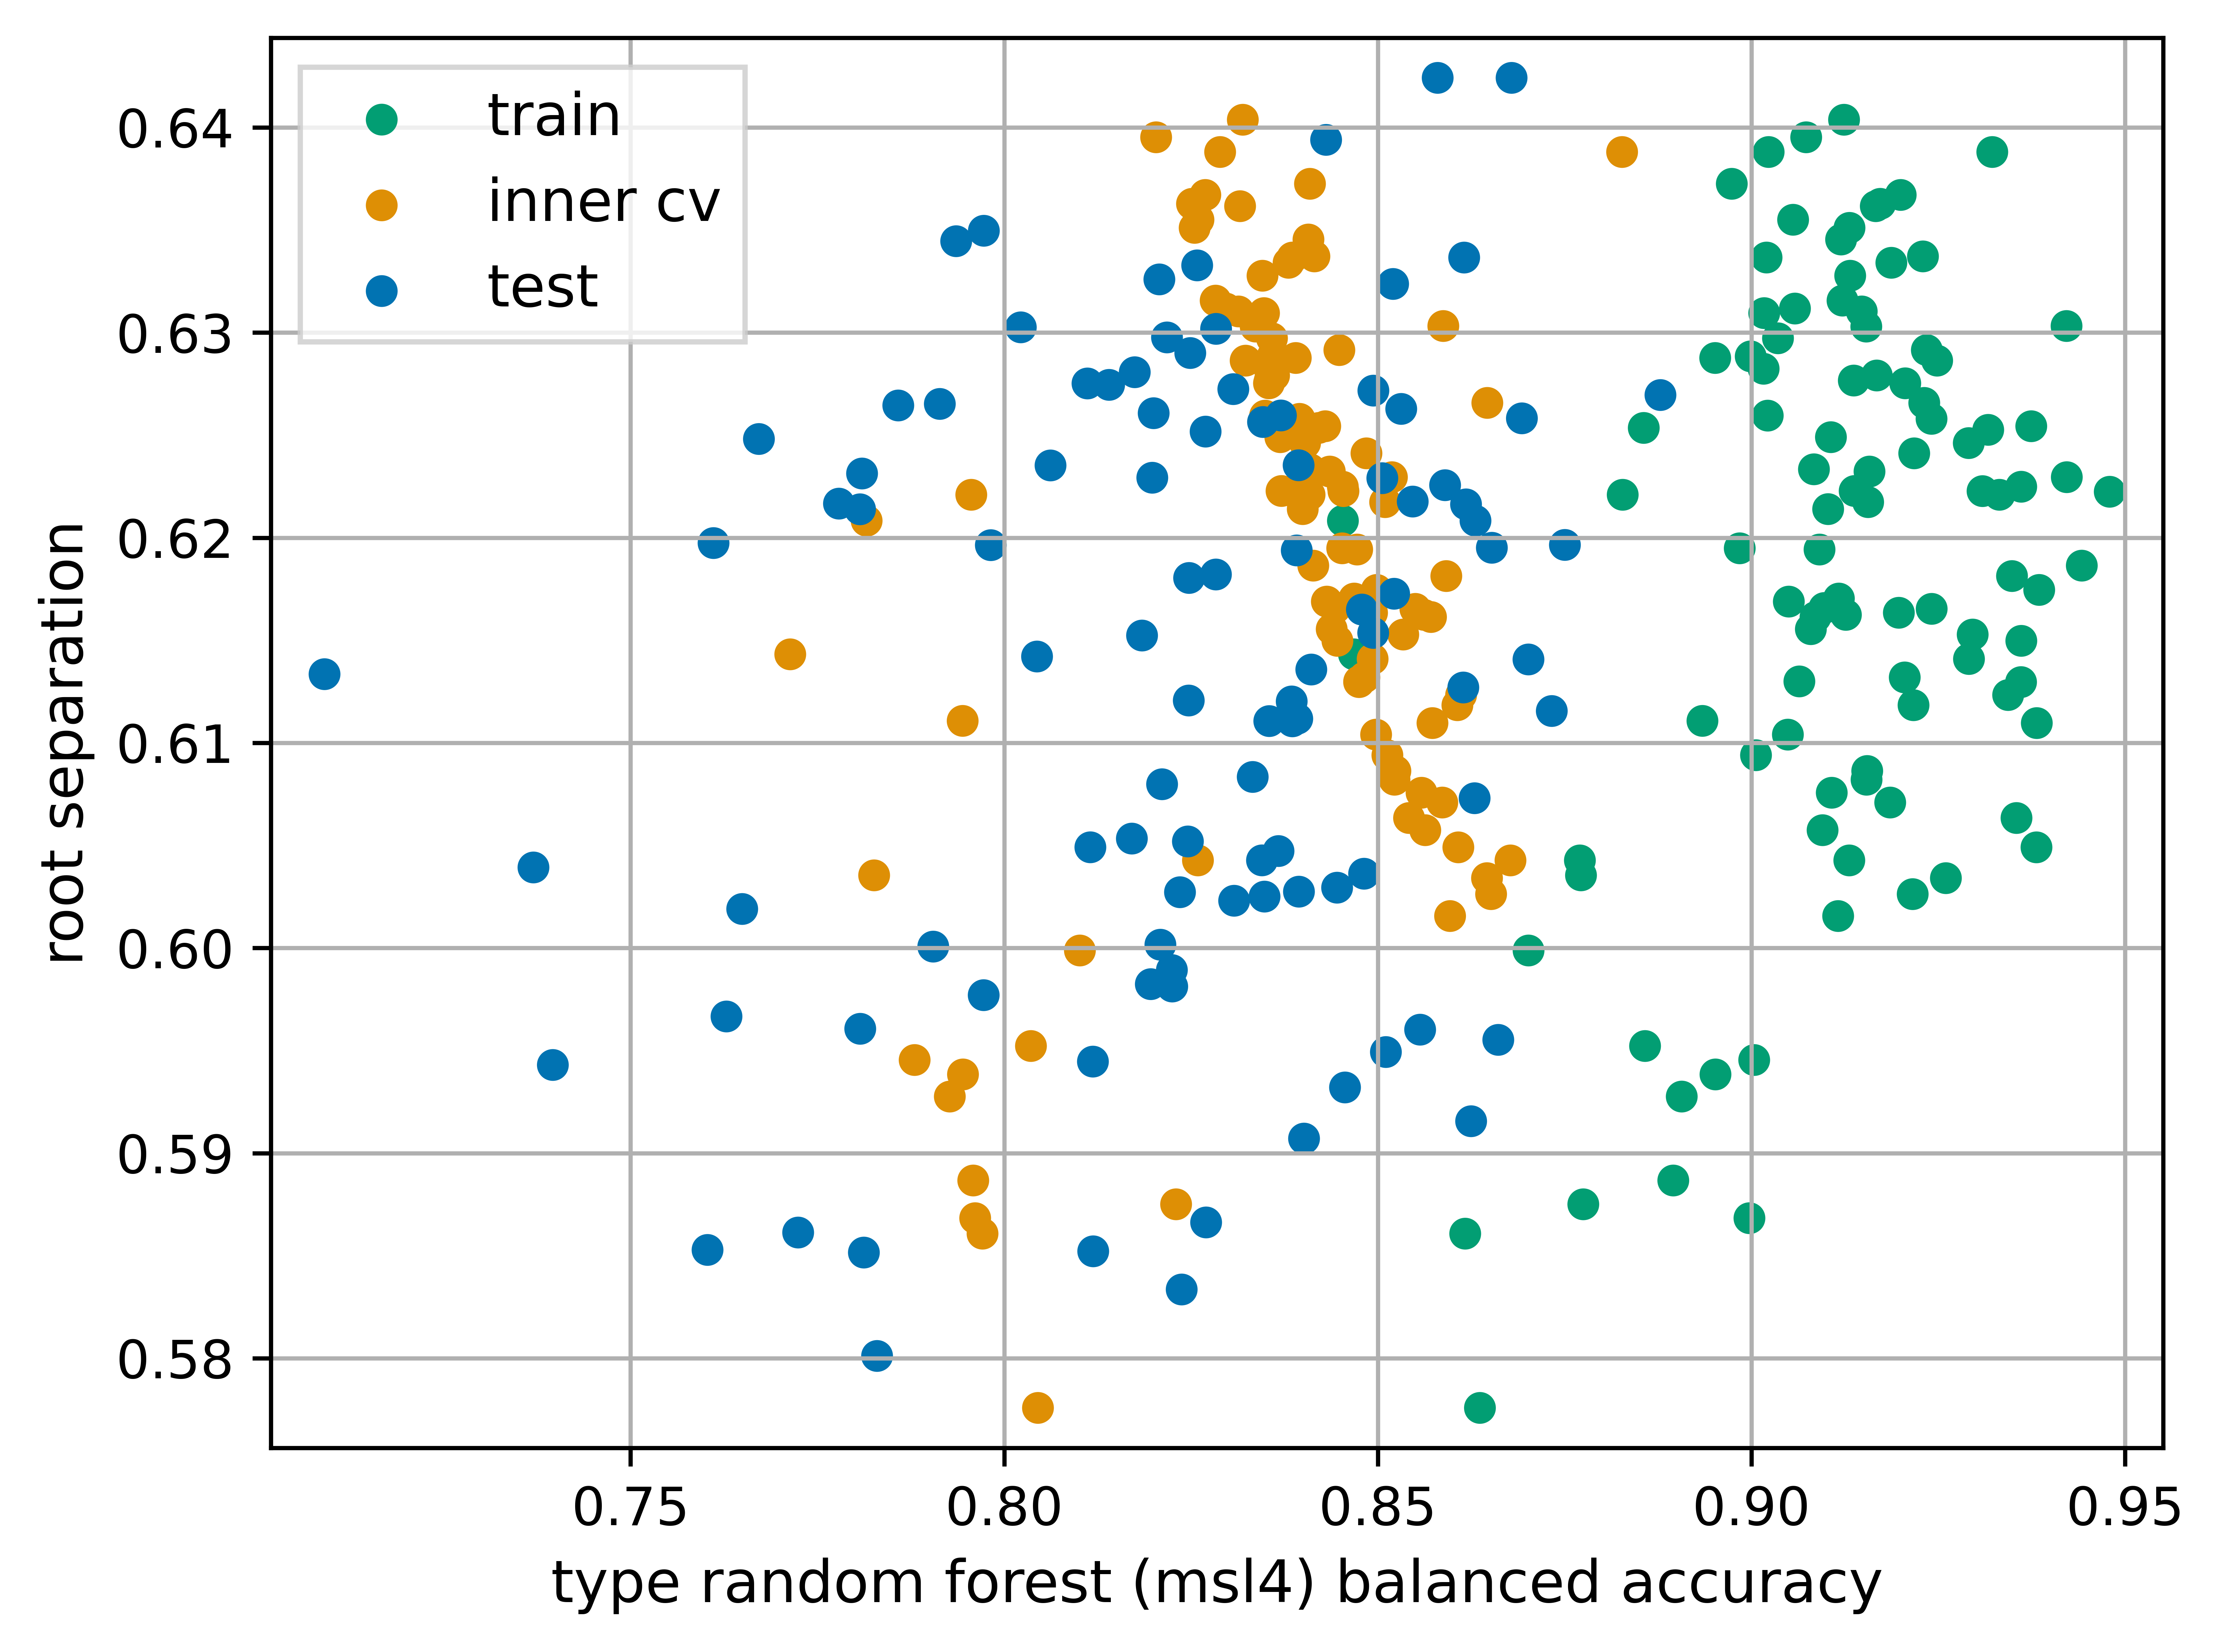 train
inner cv
test
0.64
0.63
0.62
0.61
0.60
0.59
0.58
root separation
0.75
0.80
0.85
0.90
0.95
type random forest (msl4) balanced accuracy